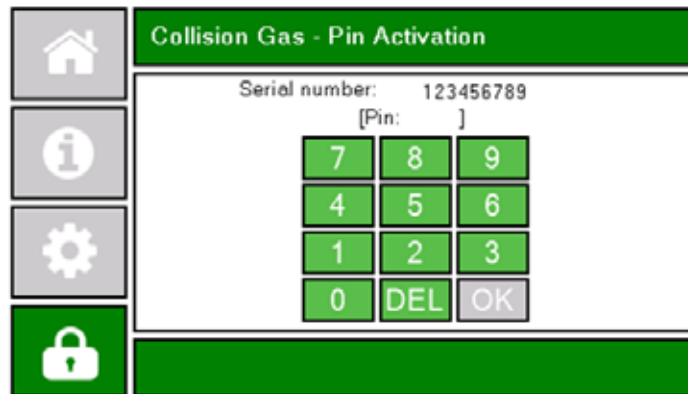 Collision Gas - Pin Activation
Serial number: 123456789
[Pin: ]
7 8 9
4 5 6
1 2 3
0 DEL OK